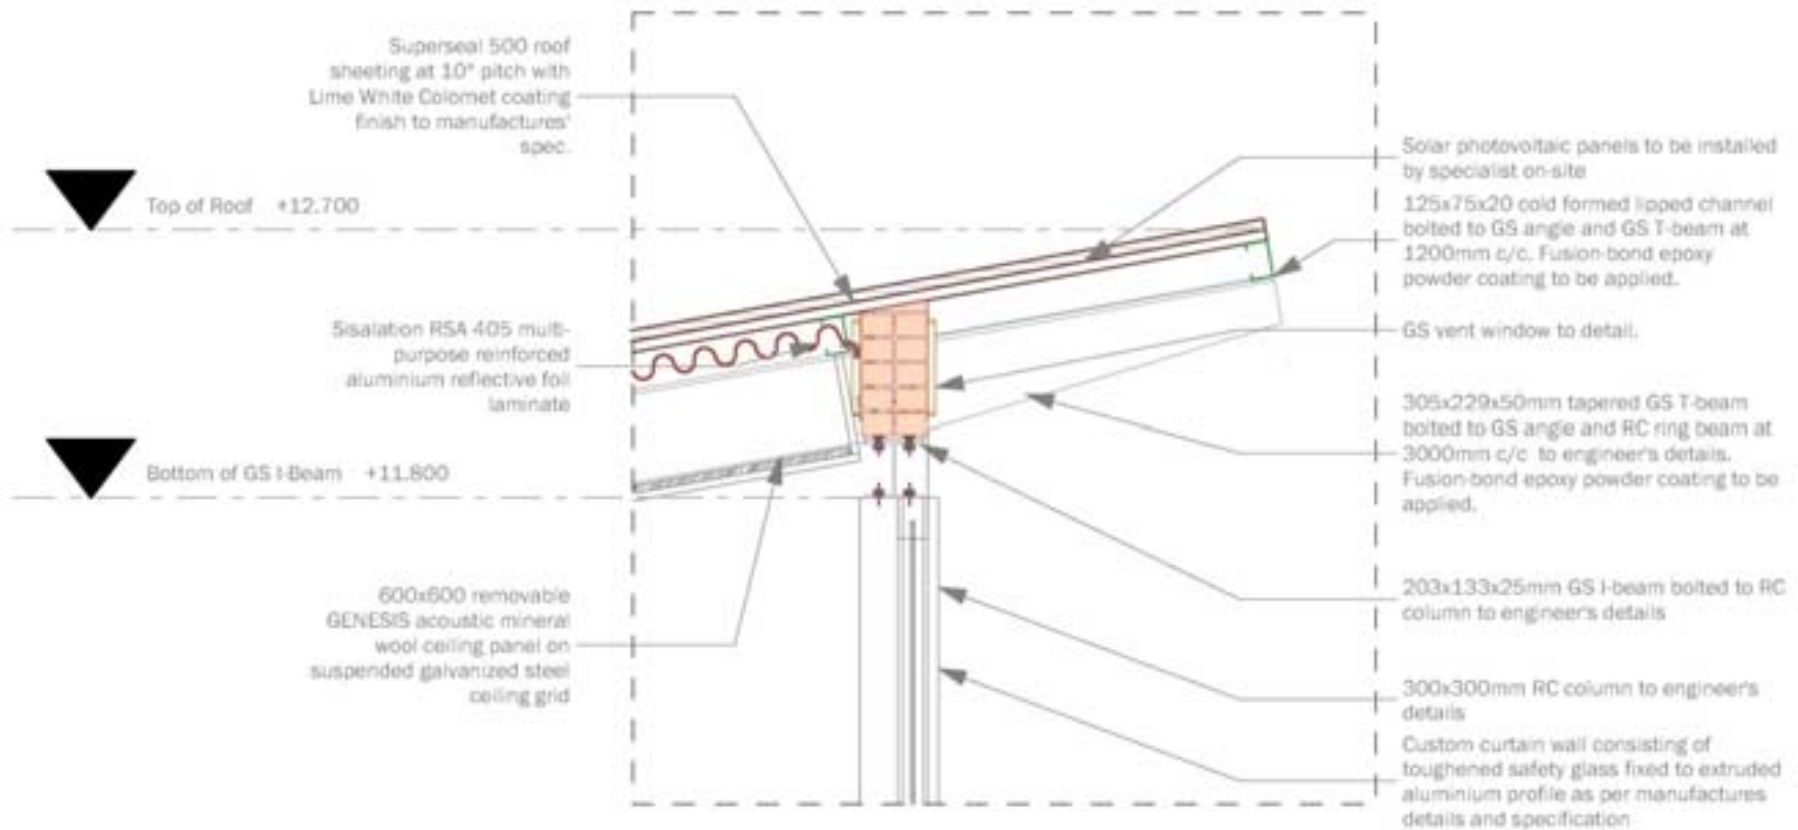 Superseal 500 roof
sheeting at 10° pitch with
Lime White Colomet coating
finish to manufactures'
spec.
Top of Roof +12.700
Sisalation RSA 405 multi-
purpose reinforced
aluminium reflective foil
laminate
Bottom of GS I-Beam +11.800
600x600 removable
GENESIS acoustic mineral
wool ceiling panel on
suspended galvanized steel
ceiling grid
Solar photovoltaic panels to be installed
by specialist on-site
125x75x20 cold formed lipped channel
bolted to GS angle and GS T-beam at
1200mm c/c. Fusion-bond epoxy
powder coating to be applied.
GS vent window to detail.
305x229x50mm tapered GS T-beam
bolted to GS angle and RC ring beam at
3000mm c/c to engineer's details.
Fusion-bond epoxy powder coating to be
applied.
203x133x25mm GS I-beam bolted to RC
column to engineer's details
300x300mm RC column to engineer's
details
Custom curtain wall consisting of
toughened safety glass fixed to extruded
aluminium profile as per manufactures
details and specification